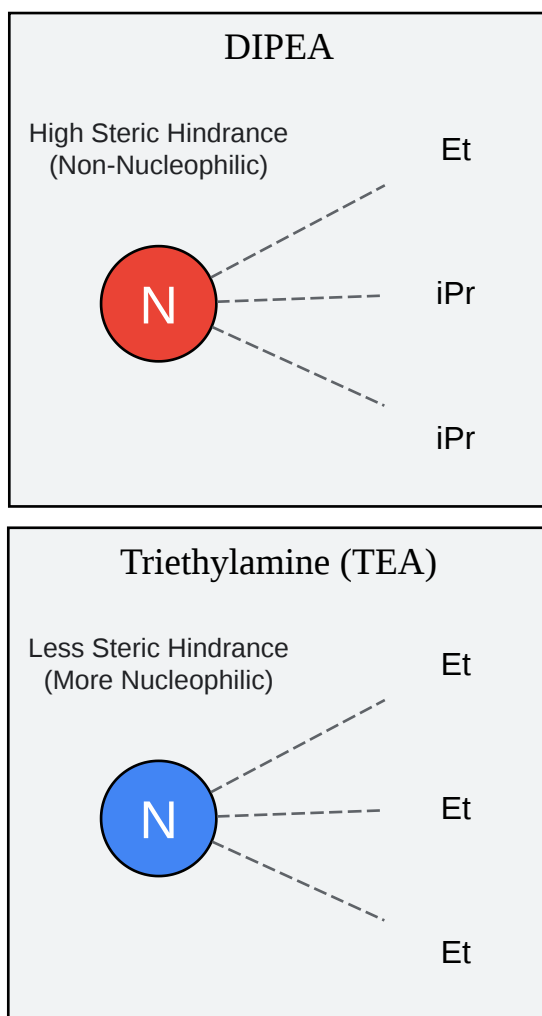 DIPEA
High Steric Hindrance
(Non-Nucleophilic)
Et
N
iPr
iPr
Triethylamine (TEA)
Less Steric Hindrance
(More Nucleophilic)
Et
N
Et
Et